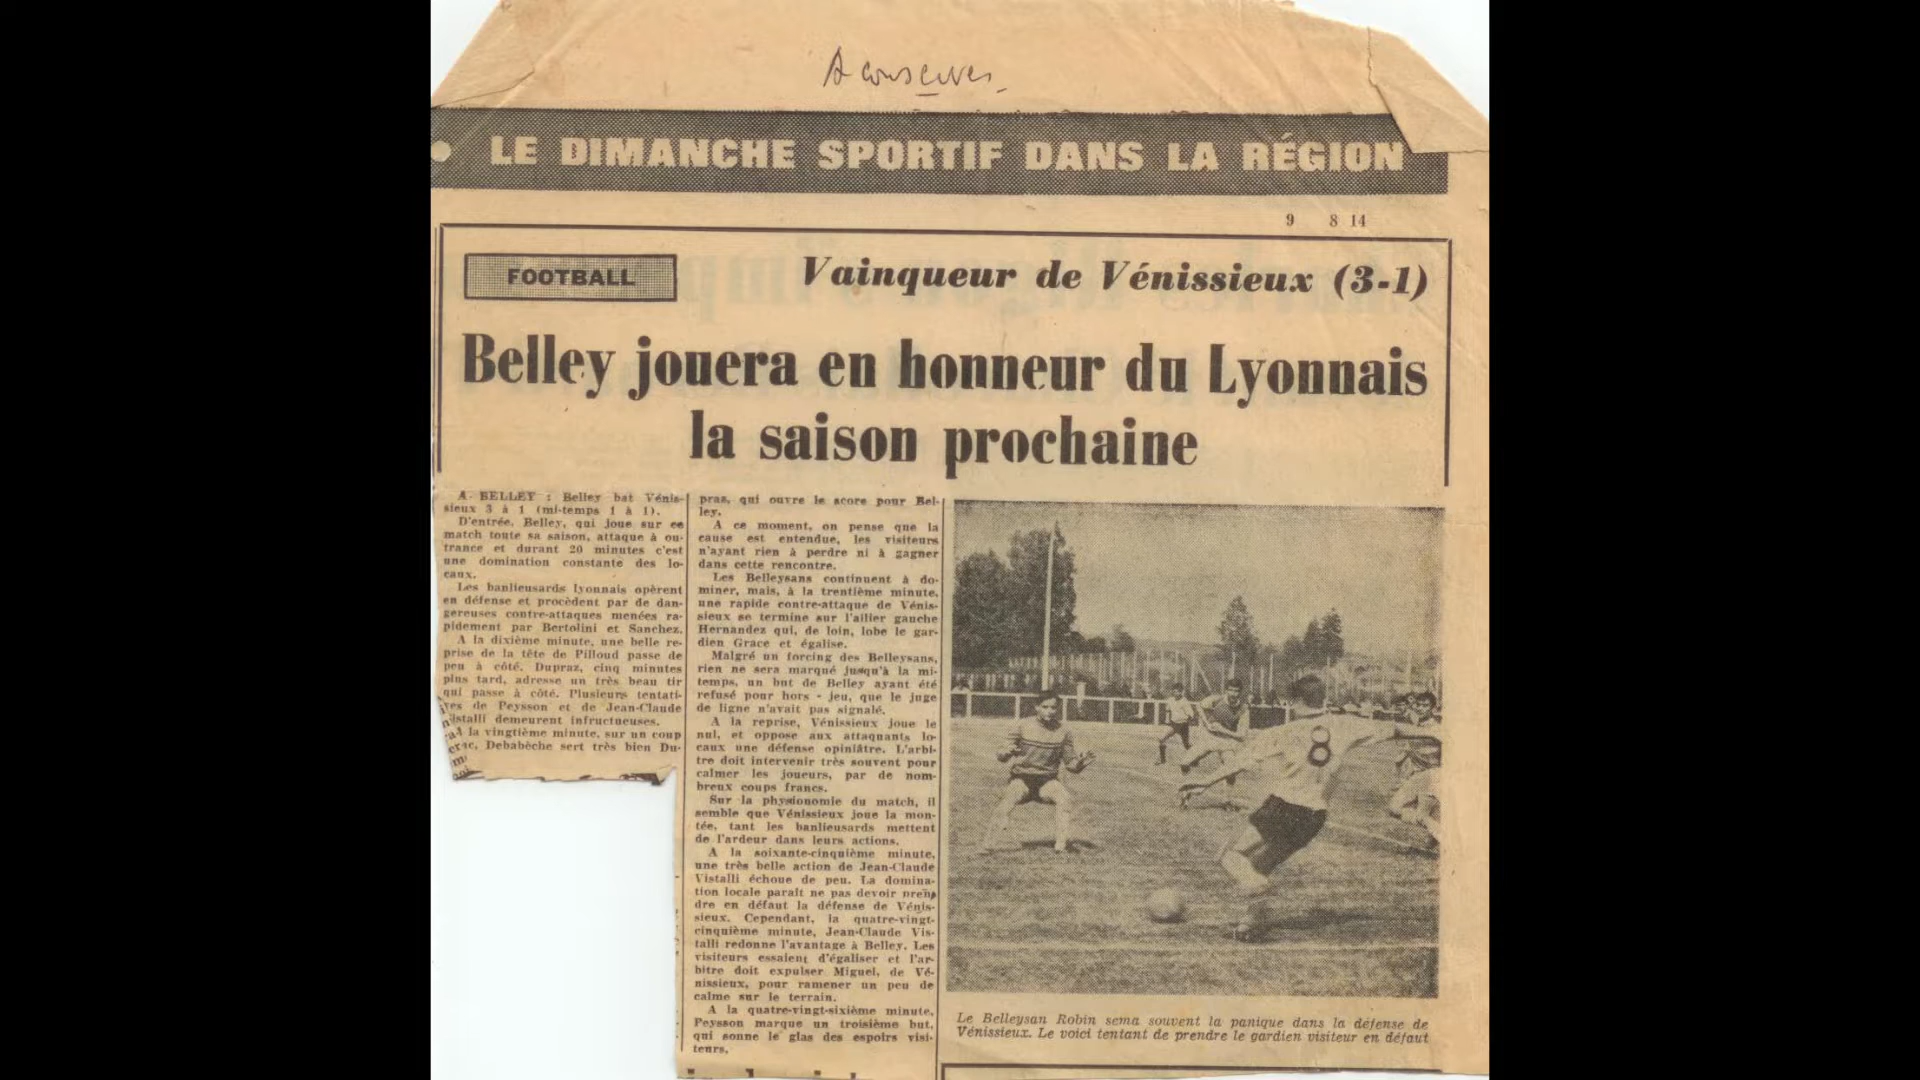 A conserver
LE DIMANCHE SPORTIF DANS LA RÉGION
9 8 14
FOOTBALL
Vainqueur de Vénissieux (3-1)
Belley jouera en honneur du Lyonnais
la saison prochaine
A BELLEY : Belley bat Vénis-
sieux 3 à 1 (mi-temps 1 à 1).
D'entrée, Belley, qui joue sur ce
match toute sa saison, attaque à ou-
trance et durant 20 minutes c'est
une domination constante des lo-
caux.
Les banlieusards lyonnais opèrent
en défense et procèdent par de dan-
gereuses contre-attaques menées ra-
pidement par Bertolini et Sanchez.
A la dixième minute, une belle re-
prise de la tête de Pilloud passe de
peu à côté. Dupraz, cinq minutes
plus tard, adresse un très beau tir
qui passe à côté. Plusieurs tentati-
ves de Peysson et de Jean-Claude
Vistalli demeurent infructueuses.
A la vingtième minute, sur un coup
Debabèche sert très bien Du-
praz, qui ouvre le score pour Bel-
ley.
A ce moment, on pense que la
cause est entendue, les visiteurs
n'ayant rien à perdre ni à gagner
dans cette rencontre.
Les Belleysans continuent à do-
miner, mais, à la trentième minute,
une rapide contre-attaque de Vénis-
sieux se termine sur l'ailier gauche
Hernandez qui, de loin, lobe le gar-
dien Grace et égalise.
Malgré un forcing des Belleysans,
rien ne sera marqué jusqu'à la mi-
temps, un but de Belley ayant été
refusé pour hors - jeu, que le juge
de ligne n'avait pas signalé.
A la reprise, Vénissieux joue le
nul, et oppose aux attaquants lo-
caux une défense opiniâtre. L'arbi-
tre doit intervenir très souvent pour
calmer les joueurs, par de nom-
breux coups francs.
Sur la physionomie du match, il
semble que Vénissieux joue la mon-
tée, tant les banlieusards mettent
de l'ardeur dans leurs actions.
A la soixante-cinquième minute,
une très belle action de Jean-Claude
Vistalli échoue de peu. La domina-
tion locale paraît ne pas devoir pren-
dre en défaut la défense de Vénis-
sieux. Cependant, la quatre-vingt-
cinquième minute, Jean-Claude Vis-
talli redonne l'avantage à Belley. Les
visiteurs essaient d'égaliser et l'ar-
bitre doit expulser Miguel, de Vé-
nissieux, pour ramener un peu de
calme sur le terrain.
A la quatre-vingt-sixième minute,
Peysson marque un troisième but,
qui sonne le glas des espoirs visi-
teurs.
8
Le Belleysan Robin sema souvent la panique dans la défense de
Vénissieux. Le voici tentant de prendre le gardien visiteur en défaut